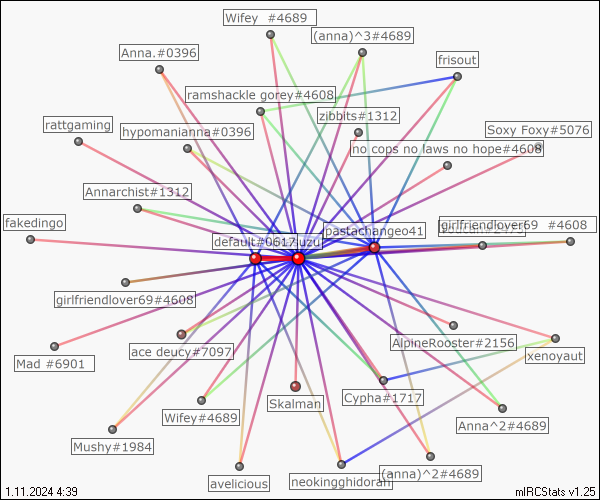 Wifey  #4689
(anna)^3#4689
Anna.#0396
frisout
ramshackle gorey#4608
zibbits#1312
rattgaming
hypomanianna#0396
Soxy Foxy#5076
no cops no laws no hope#4608
Annarchist#1312
fakedingo
pastachangeo41
girlfriendlover69  #4608
default#0617
uzu
girlfriendlover69#4608
AlpineRooster#2156
ace deucy#7097
xenoyaut
Mad #6901
Skalman
Cypha#1717
Wifey#4689
Anna^2#4689
Mushy#1984
(anna)^2#4689
avelicious
neokingghidorah
1.11.2024 4:39
mIRCStats v1.25